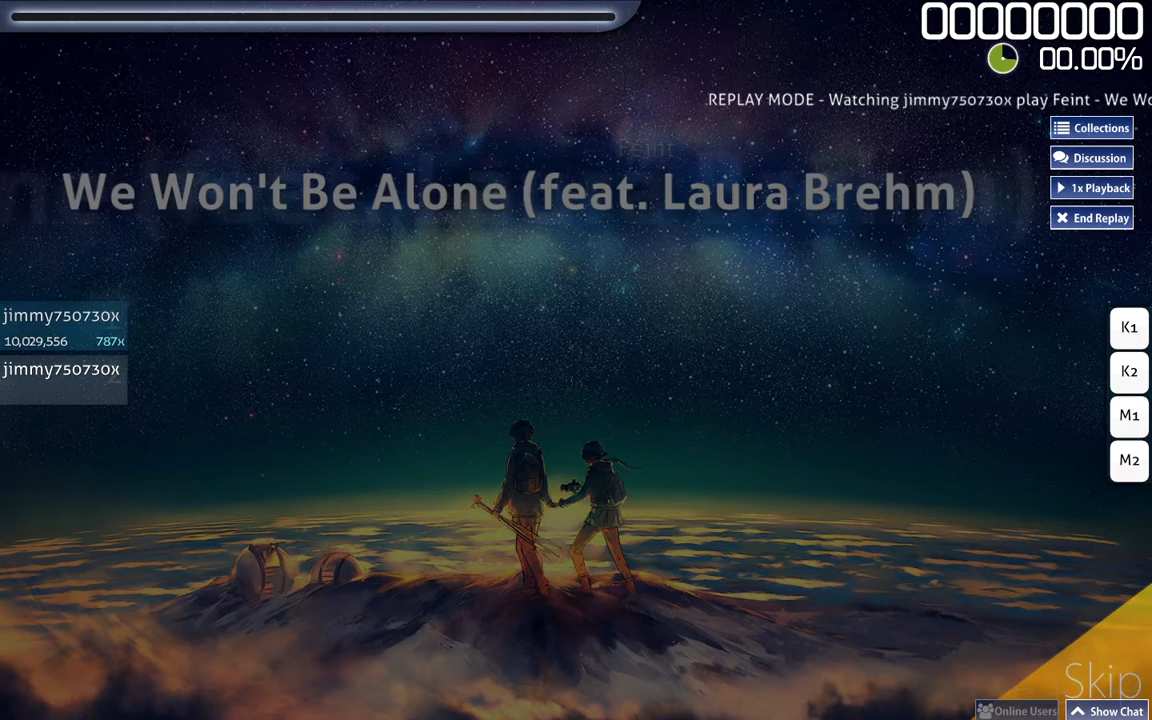 00000000
00.00%
REPLAY MODE - Watching jimmy750730x play Feint - We Wo
Collections
Discussion
1x Playback
End Replay
Feint
We Won't Be Alone (feat. Laura Brehm)
jimmy750730x
1
10,029,556 787x
jimmy750730x
2
K1
K2
M1
M2
Skip
Online Users
Show Chat